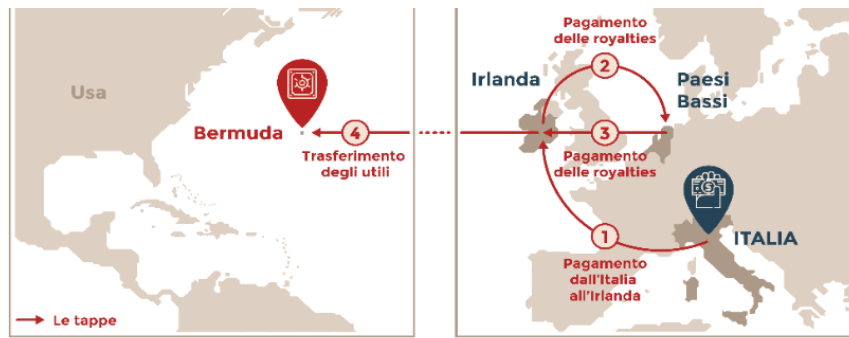 Usa
Bermuda
4
Trasferimento
degli utili
Le tappe
Pagamento
delle royalties
2
Irlanda
Paesi
Bassi
3
Pagamento
delle royalties
1
ITALIA
Pagamento
dall'Italia
all'Irlanda
$